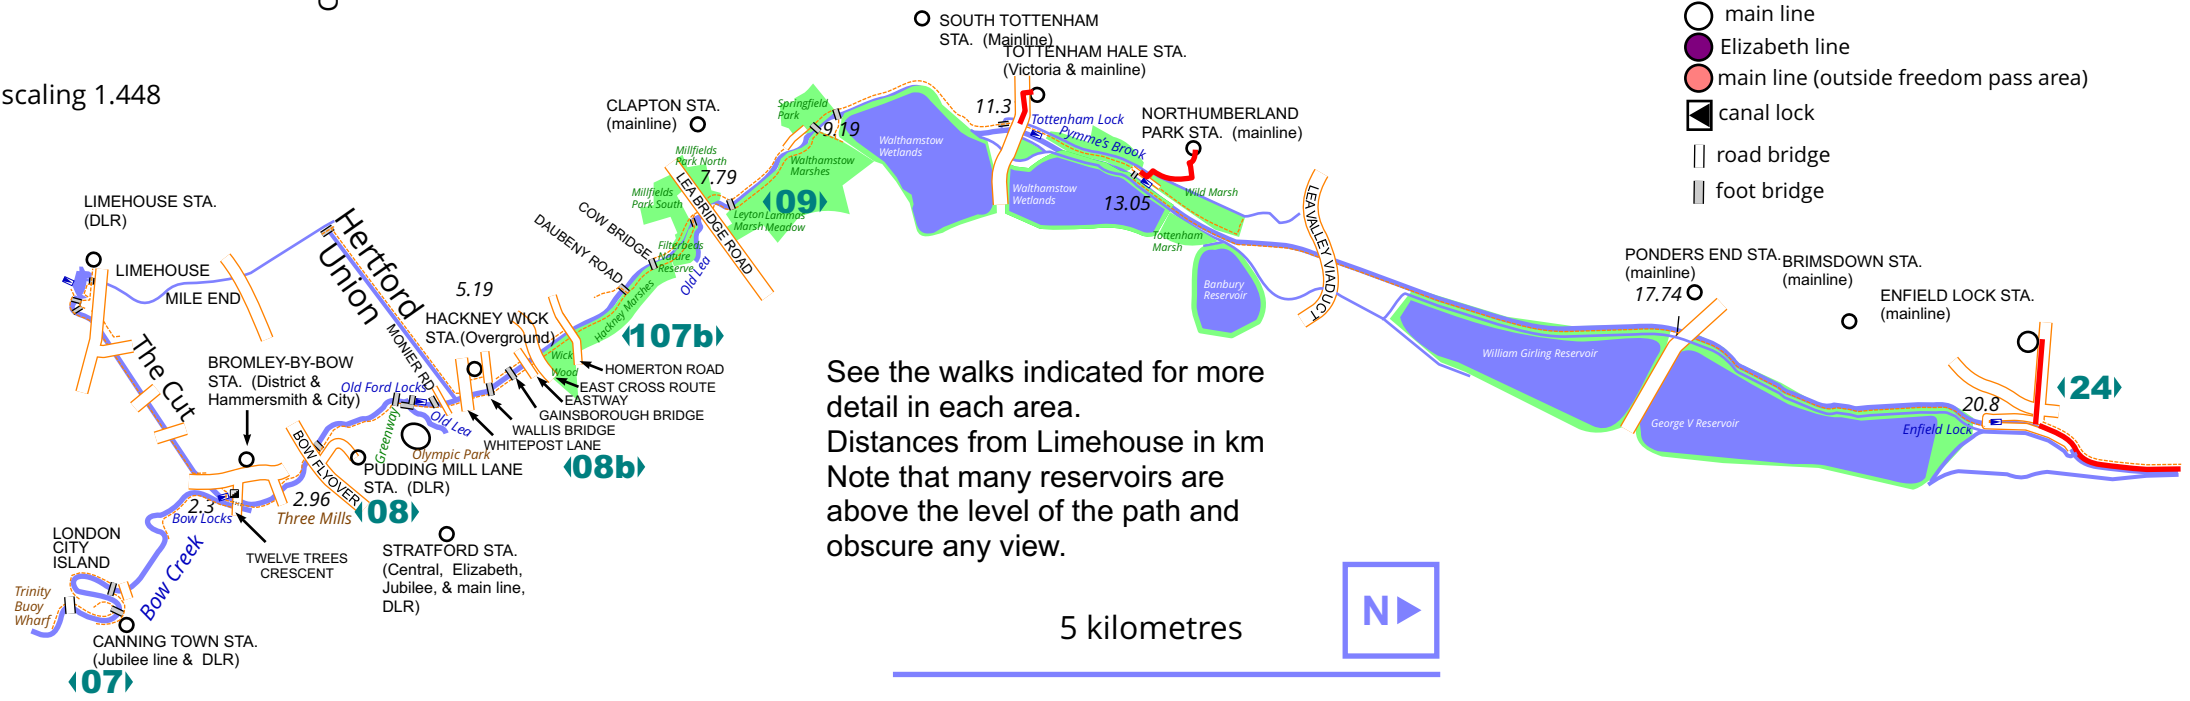 scaling 1.448
main line
Elizabeth line
main line (outside freedom pass area)
canal lock
road bridge
foot bridge
SOUTH TOTTENHAM
STA. (Mainline)
TOTTENHAM HALE STA.
(Victoria & mainline)
11.3
Tottenham Lock
Pymme's Brook
NORTHUMBERLAND
PARK STA. (mainline)
CLAPTON STA.
(mainline)
Springfield
Park
9.19
Walthamstow
Wetlands
Walthamstow
Marshes
Millfields
Park North
7.79
Millfields
Park South
LEA BRIDGE ROAD
09
Leyton
Marsh
Lammas
Meadow
Walthamstow
Wetlands
13.05
Wild Marsh
Tottenham
Marsh
LEA VALLEY VIADUCT
Banbury
Reservoir
LIMEHOUSE STA.
(DLR)
LIMEHOUSE
MILE END
Hertford
Union
COW BRIDGE
DAUBENY ROAD
Filterbeds
Nature
Reserve
Old Lea
Hackney Marshes
107b
5.19
HACKNEY WICK
STA.(Overground)
MONIER RD
Wick
Wood
HOMERTON ROAD
EAST CROSS ROUTE
EASTWAY
GAINSBOROUGH BRIDGE
WALLIS BRIDGE
WHITEPOST LANE
08b
The Cut
BROMLEY-BY-BOW
STA. (District &
Hammersmith & City)
Old Ford Locks
Old Lea
Greenway
Olympic Park
BOW FLYOVER
PUDDING MILL LANE
STA. (DLR)
08
2.3
2.96
Bow Locks
Three Mills
TWELVE TREES
CRESCENT
STRATFORD STA.
(Central, Elizabeth,
Jubilee, & main line,
DLR)
LONDON
CITY
ISLAND
Bow Creek
Trinity
Buoy
Wharf
CANNING TOWN STA.
(Jubilee line & DLR)
07
See the walks indicated for more
detail in each area.
Distances from Limehouse in km
Note that many reservoirs are
above the level of the path and
obscure any view.
5 kilometres
N
PONDERS END STA.
(mainline)
17.74
BRIMSDOWN STA.
(mainline)
ENFIELD LOCK STA.
(mainline)
William Girling Reservoir
George V Reservoir
20.8
Enfield Lock
24